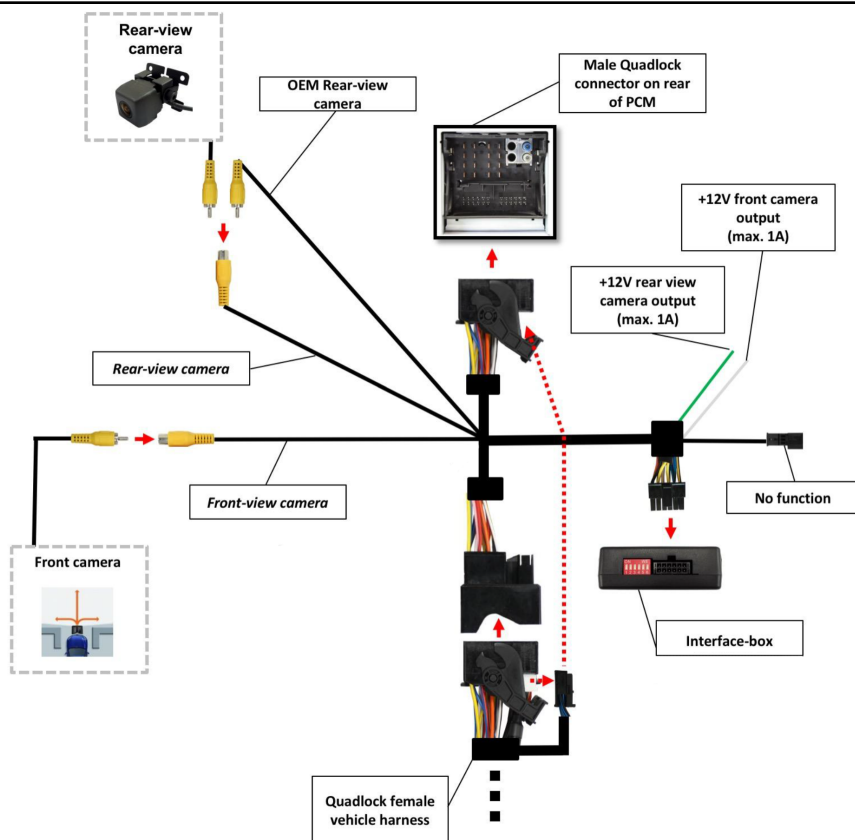 Rear-view
camera
OEM Rear-view
camera
Male Quadlock
connector on rear
of PCM
+12V front camera
output
(max. 1A)
+12V rear view
camera output
(max. 1A)
Rear-view camera
Front-view camera
No function
Front camera
Interface-box
Quadlock female
vehicle harness